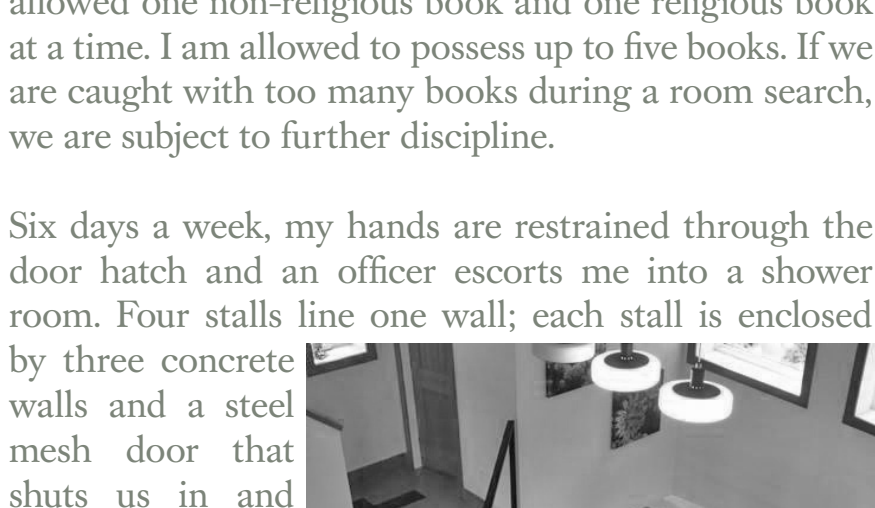 allowed one non-religious book and one religious book
at a time. I am allowed to possess up to five books. If we
are caught with too many books during a room search,
we are subject to further discipline.
Six days a week, my hands are restrained through the
door hatch and an officer escorts me into a shower
room. Four stalls line one wall; each stall is enclosed
by three concrete
walls and a steel
mesh door that
shuts us in and